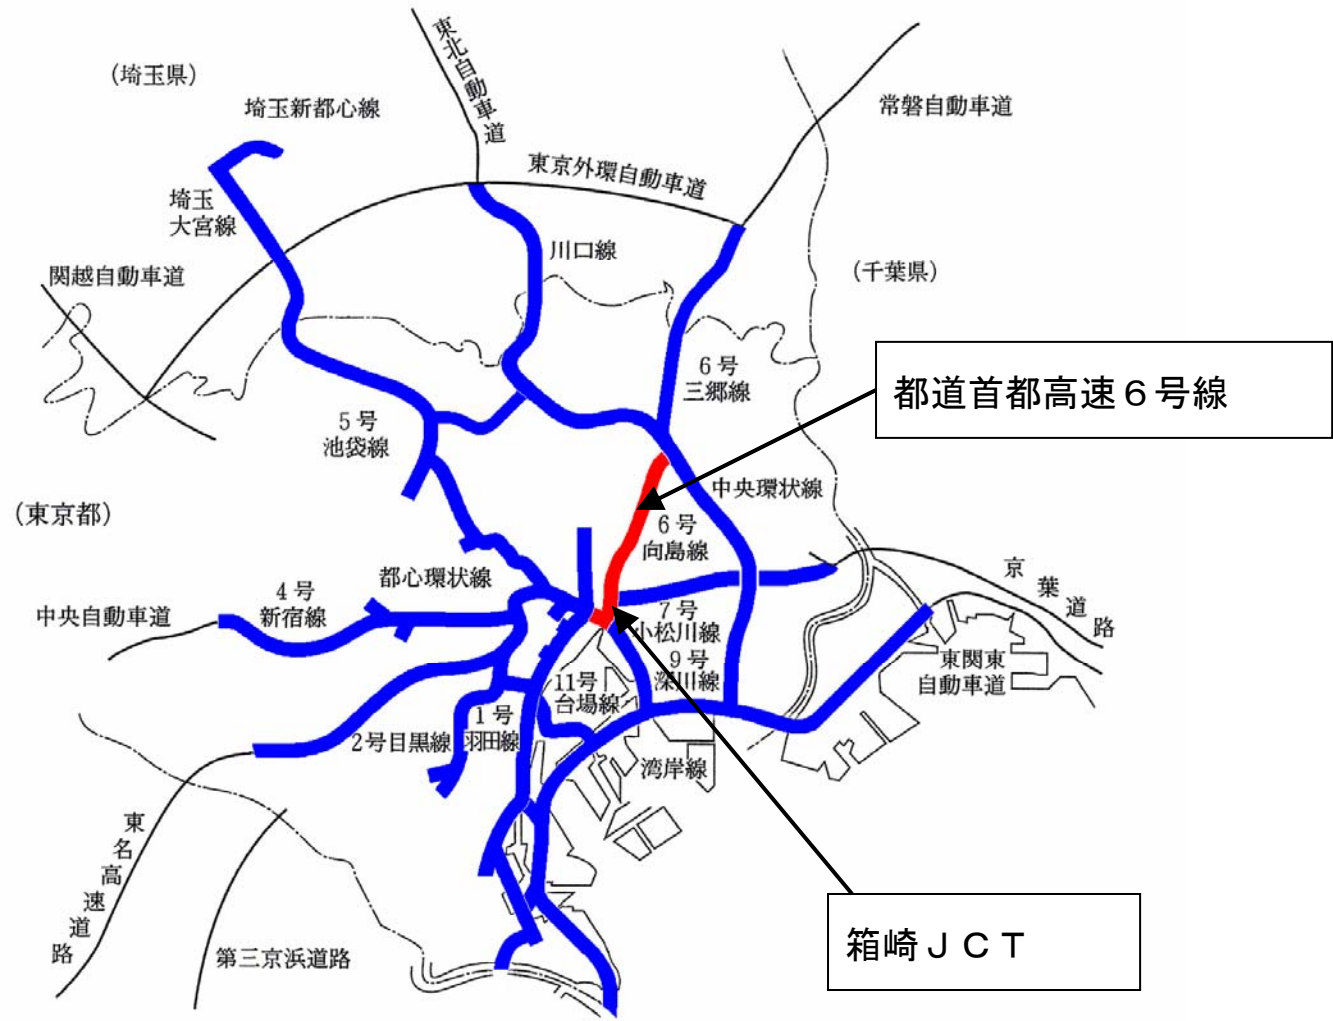 東北自動車道
（埼玉県）
埼玉新都心線
常磐自動車道
東京外環自動車道
埼玉
大宮線
川口線
関越自動車道
（千葉県）
6号
三郷線
都道首都高速６号線
5号
池袋線
中央環状線
（東京都）
6号
向島線
都心環状線
京葉道路
4号
新宿線
中央自動車道
7号
小松川線
9号
深川線
東関東
自動車道
11号
台場線
1号
羽田線
2号目黒線
湾岸線
東名高速道路
第三京浜道路
箱崎ＪＣＴ